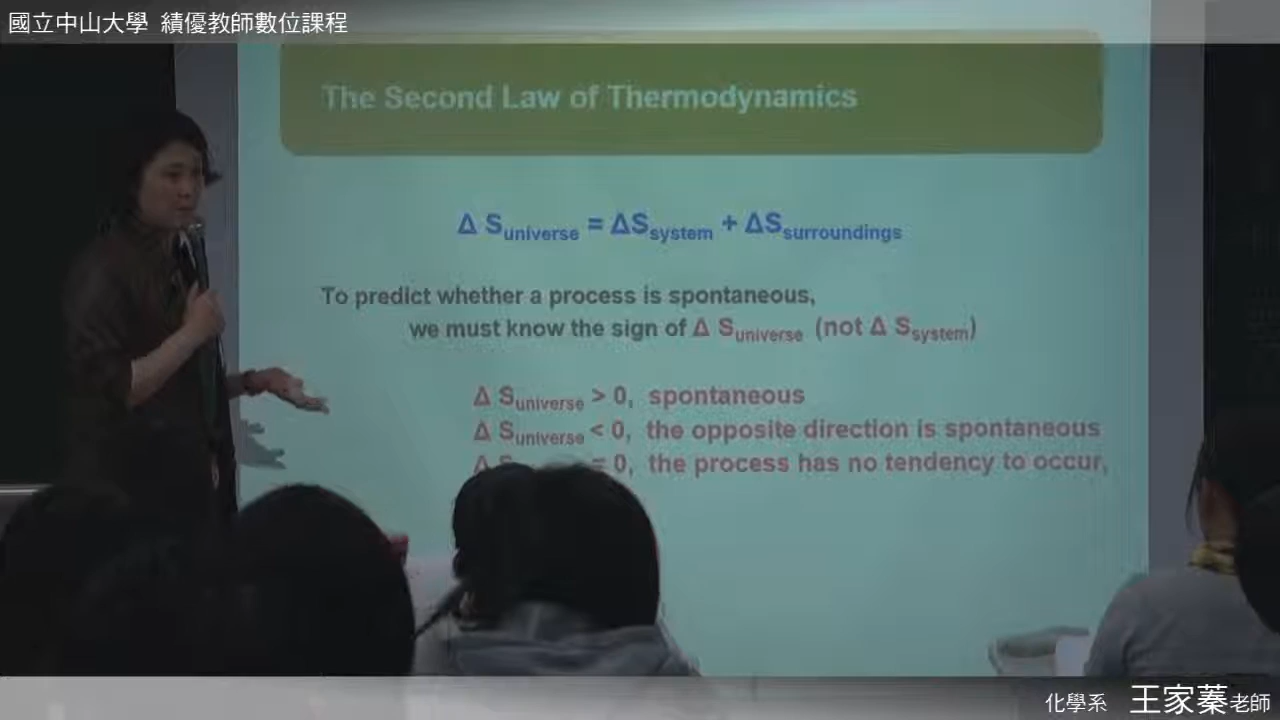 國立中山大學 績優教師數位課程
The Second Law of Thermodynamics
Δ Suniverse = ΔSsystem + ΔSsurroundings
To predict whether a process is spontaneous,
we must know the sign of Δ Suniverse (not Δ Ssystem)
Δ Suniverse > 0, spontaneous
Δ Suniverse < 0, the opposite direction is spontaneous
Δ S = 0, the process has no tendency to occur,
化學系 王家蓁老師